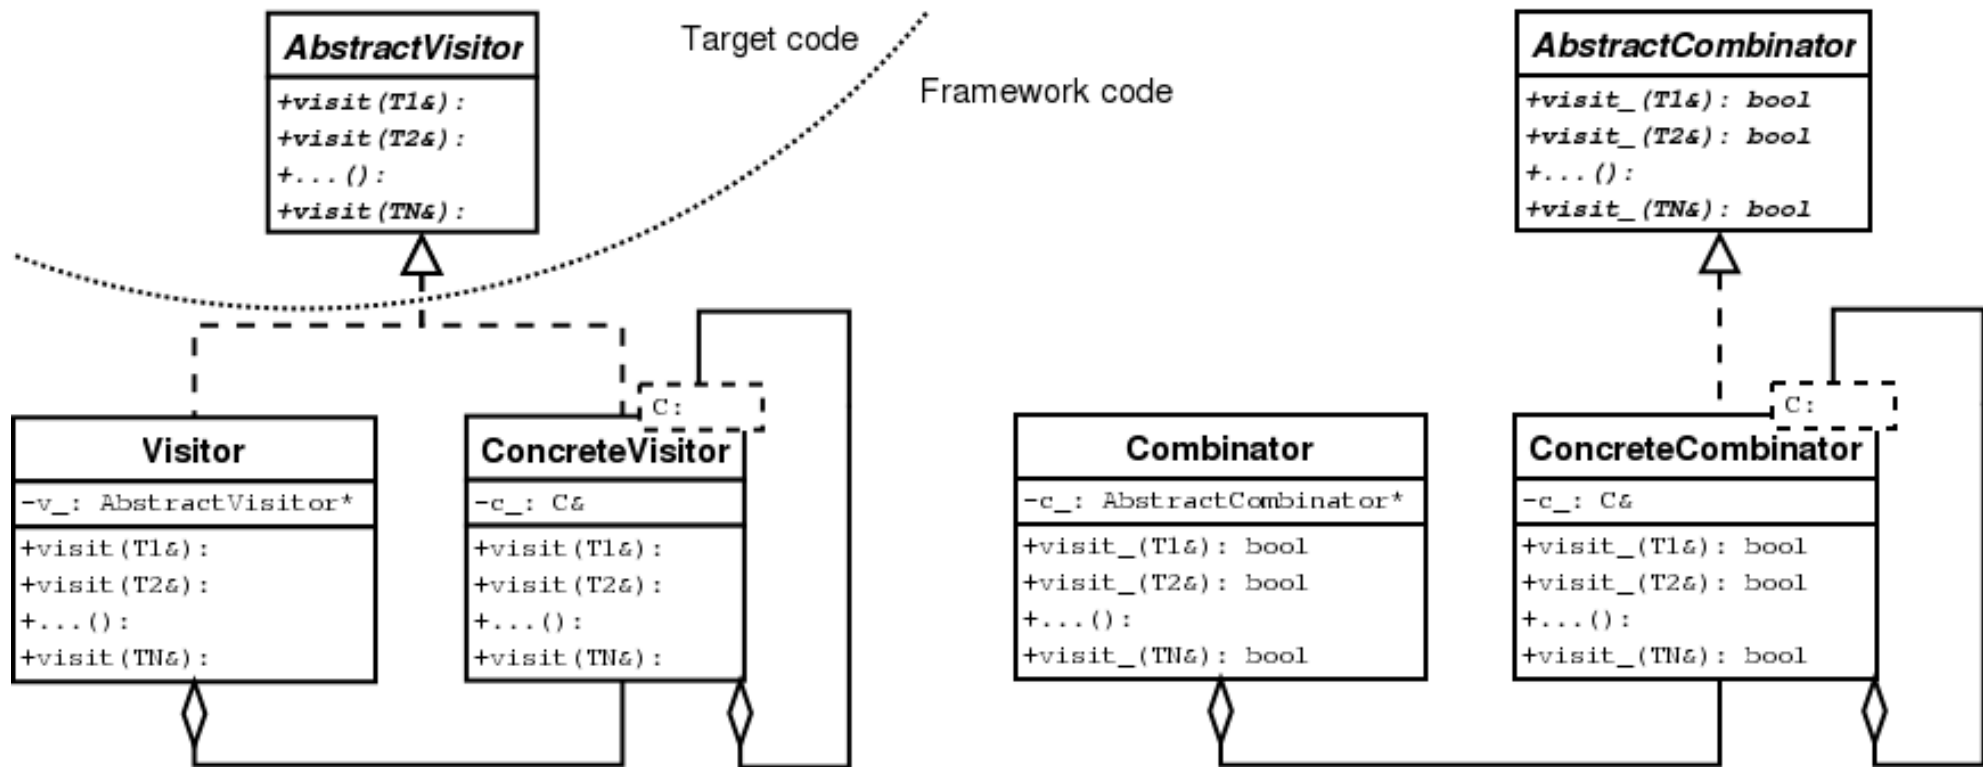 AbstractVisitor
+visit(T1&):
+visit(T2&):
+...():
+visit(TN&):
Target code
Framework code
AbstractCombinator
+visit_(T1&): bool
+visit_(T2&): bool
+...():
+visit_(TN&): bool
Visitor
-v_: AbstractVisitor*
+visit(T1&):
+visit(T2&):
+...():
+visit(TN&):
C:
ConcreteVisitor
-c_: C&
+visit(T1&):
+visit(T2&):
+...():
+visit(TN&):
Combinator
-c_: AbstractCombinator*
+visit_(T1&): bool
+visit_(T2&): bool
+...():
+visit_(TN&): bool
C:
ConcreteCombinator
-c_: C&
+visit_(T1&): bool
+visit_(T2&): bool
+...():
+visit_(TN&): bool